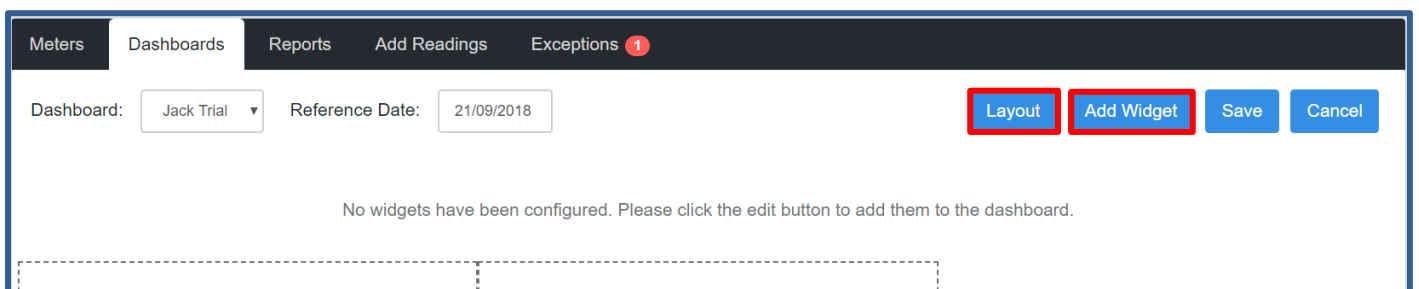 Meters Dashboards Reports Add Readings Exceptions 1
Dashboard: Jack Trial Reference Date: 21/09/2018 Layout Add Widget Save Cancel
No widgets have been configured. Please click the edit button to add them to the dashboard.